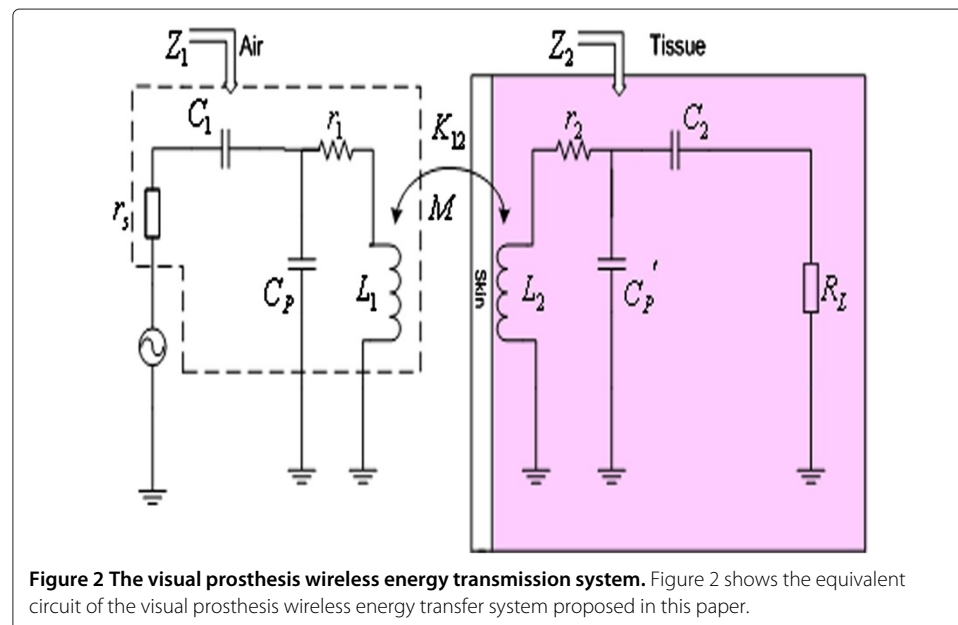 Z1 Air
Z2 Tissue
C1
r1
K12
r2
C2
rs
M
CP
L1
Skin
L2
CP'
RL
Figure 2 The visual prosthesis wireless energy transmission system. Figure 2 shows the equivalent
circuit of the visual prosthesis wireless energy transfer system proposed in this paper.